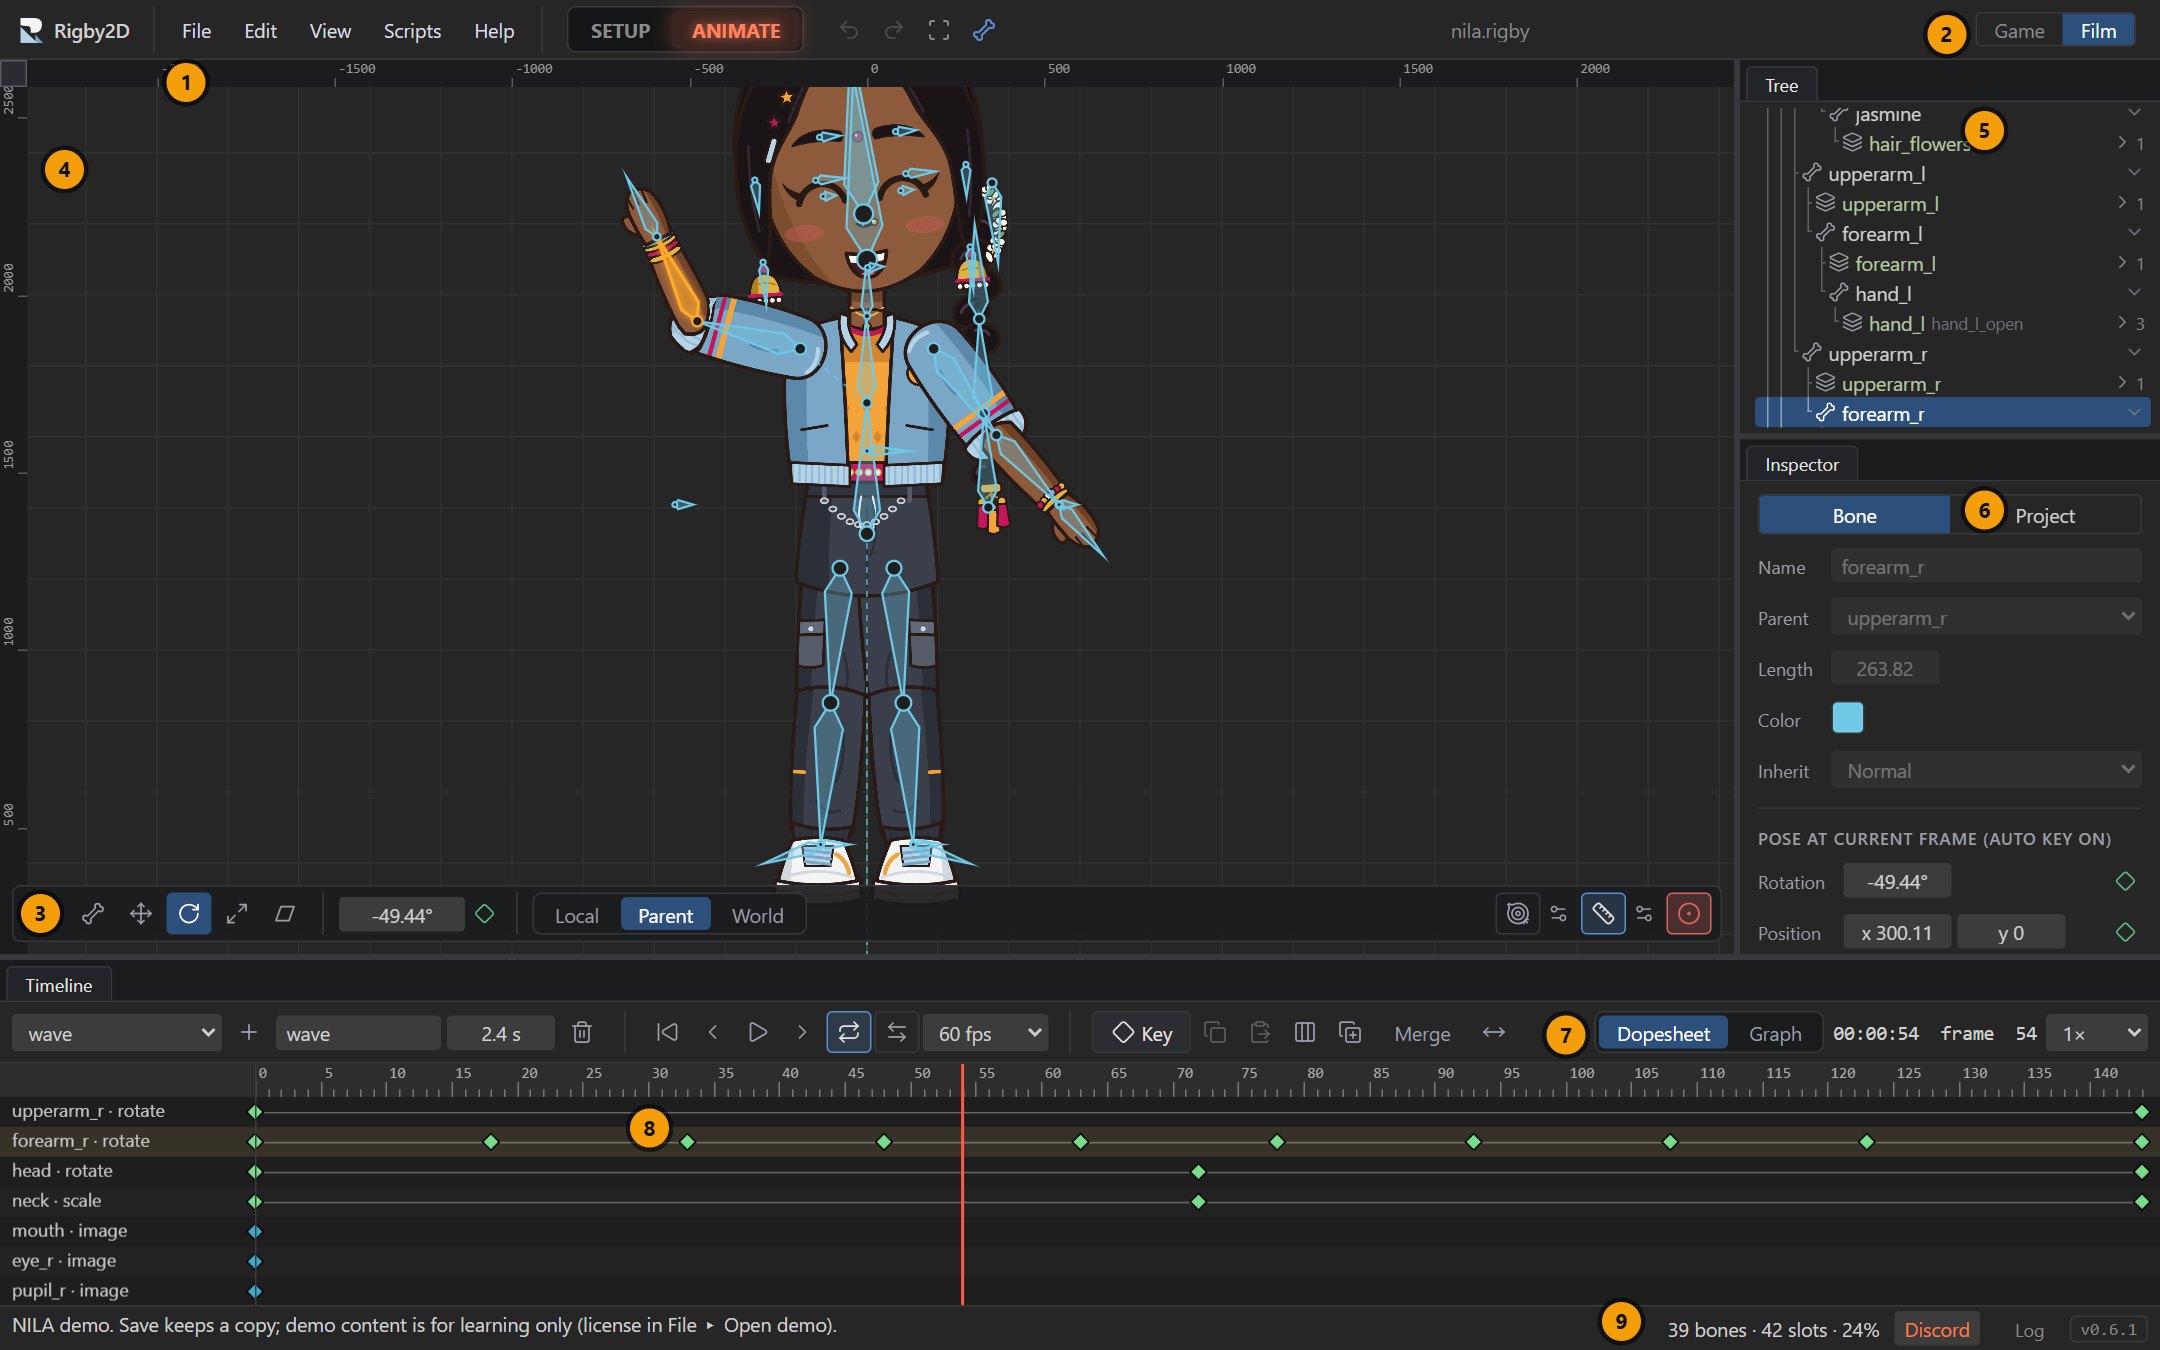 Rigby2D File Edit View Scripts Help SETUP ANIMATE nila.rigby 2 Game Film
1 -1500 -1000 -500 0 500 1000 1500 2000
2500
2000
1500
1000
500
4
Tree
jasmine
5
hair_flowers 1
upperarm_l
upperarm_l 1
forearm_l
forearm_l 1
hand_l
hand_l hand_l_open 3
upperarm_r
upperarm_r 1
forearm_r
Inspector
Bone 6 Project
Name forearm_r
Parent upperarm_r
Length 263.82
Color
Inherit Normal
POSE AT CURRENT FRAME (AUTO KEY ON)
Rotation -49.44°
Position x 300.11 y 0
3 -49.44° Local Parent World
Timeline
wave wave 2.4 s 60 fps Key Merge 7 Dopesheet Graph 00:00:54 frame 54 1×
0 5 10 15 20 25 30 35 40 45 50 55 60 65 70 75 80 85 90 95 100 105 110 115 120 125 130 135 140
upperarm_r · rotate
forearm_r · rotate
8
head · rotate
neck · scale
mouth · image
eye_r · image
pupil_r · image
NILA demo. Save keeps a copy; demo content is for learning only (license in File ▸ Open demo). 9 39 bones · 42 slots · 24% Discord Log v0.6.1